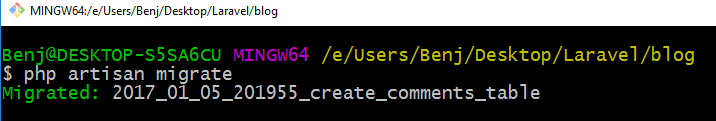 MINGW64:/e/Users/Benj/Desktop/Laravel/blog
Benj@DESKTOP-S5SA6CU MINGW64 /e/Users/Benj/Desktop/Laravel/blog
$ php artisan migrate
Migrated: 2017_01_05_201955_create_comments_table